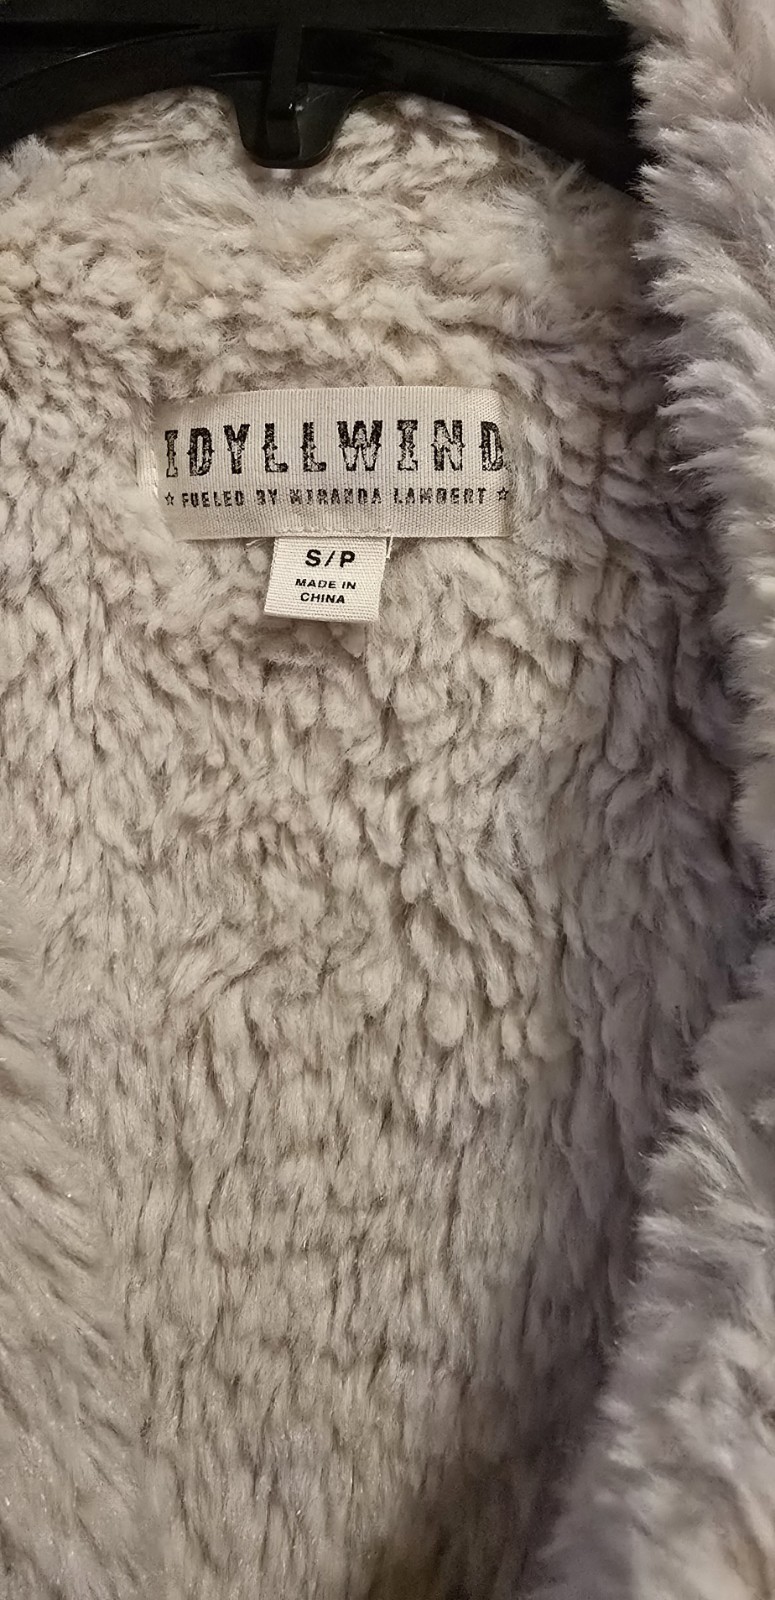 IDYLLWIND
☆ FUELED BY MIRANDA LAMBERT ☆
S/P
MADE IN
CHINA